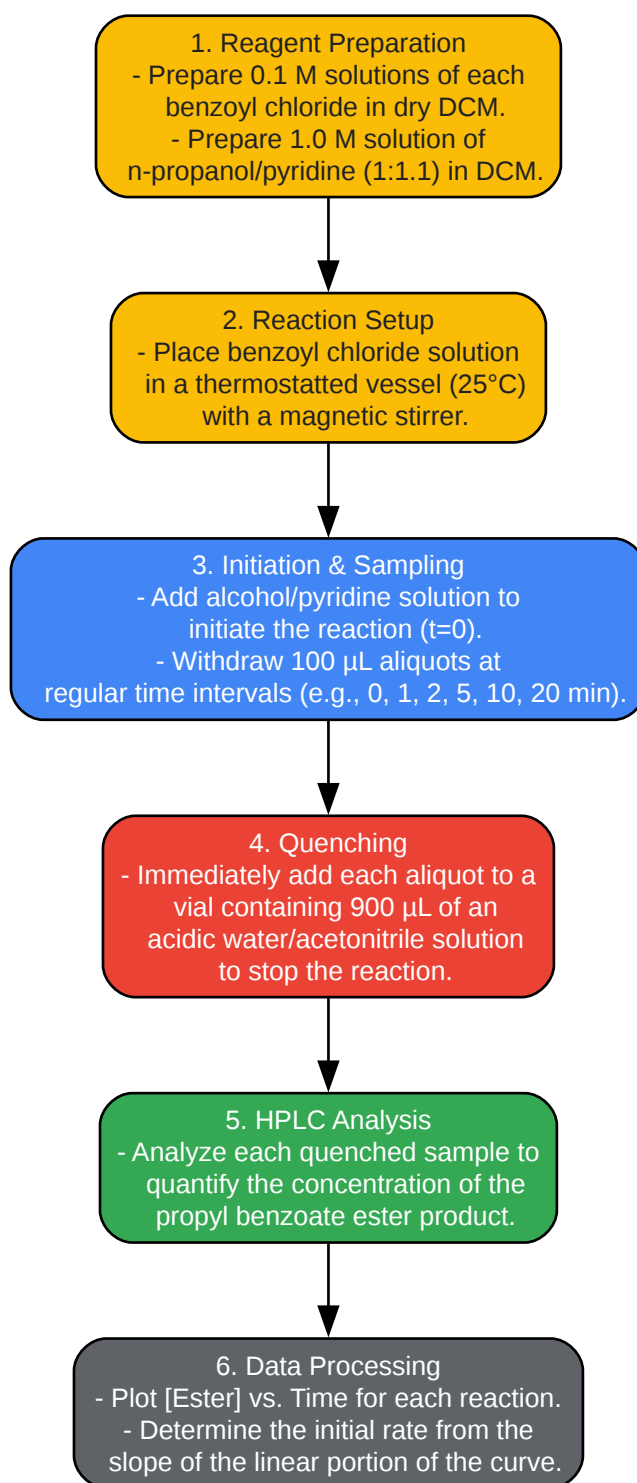 1. Reagent Preparation
- Prepare 0.1 M solutions of each
benzoyl chloride in dry DCM.
- Prepare 1.0 M solution of
n-propanol/pyridine (1:1.1) in DCM.
2. Reaction Setup
- Place benzoyl chloride solution
in a thermostatted vessel (25°C)
with a magnetic stirrer.
3. Initiation & Sampling
- Add alcohol/pyridine solution to
initiate the reaction (t=0).
- Withdraw 100 µL aliquots at
regular time intervals (e.g., 0, 1, 2, 5, 10, 20 min).
4. Quenching
- Immediately add each aliquot to a
vial containing 900 µL of an
acidic water/acetonitrile solution
to stop the reaction.
5. HPLC Analysis
- Analyze each quenched sample to
quantify the concentration of the
propyl benzoate ester product.
6. Data Processing
- Plot [Ester] vs. Time for each reaction.
- Determine the initial rate from the
slope of the linear portion of the curve.